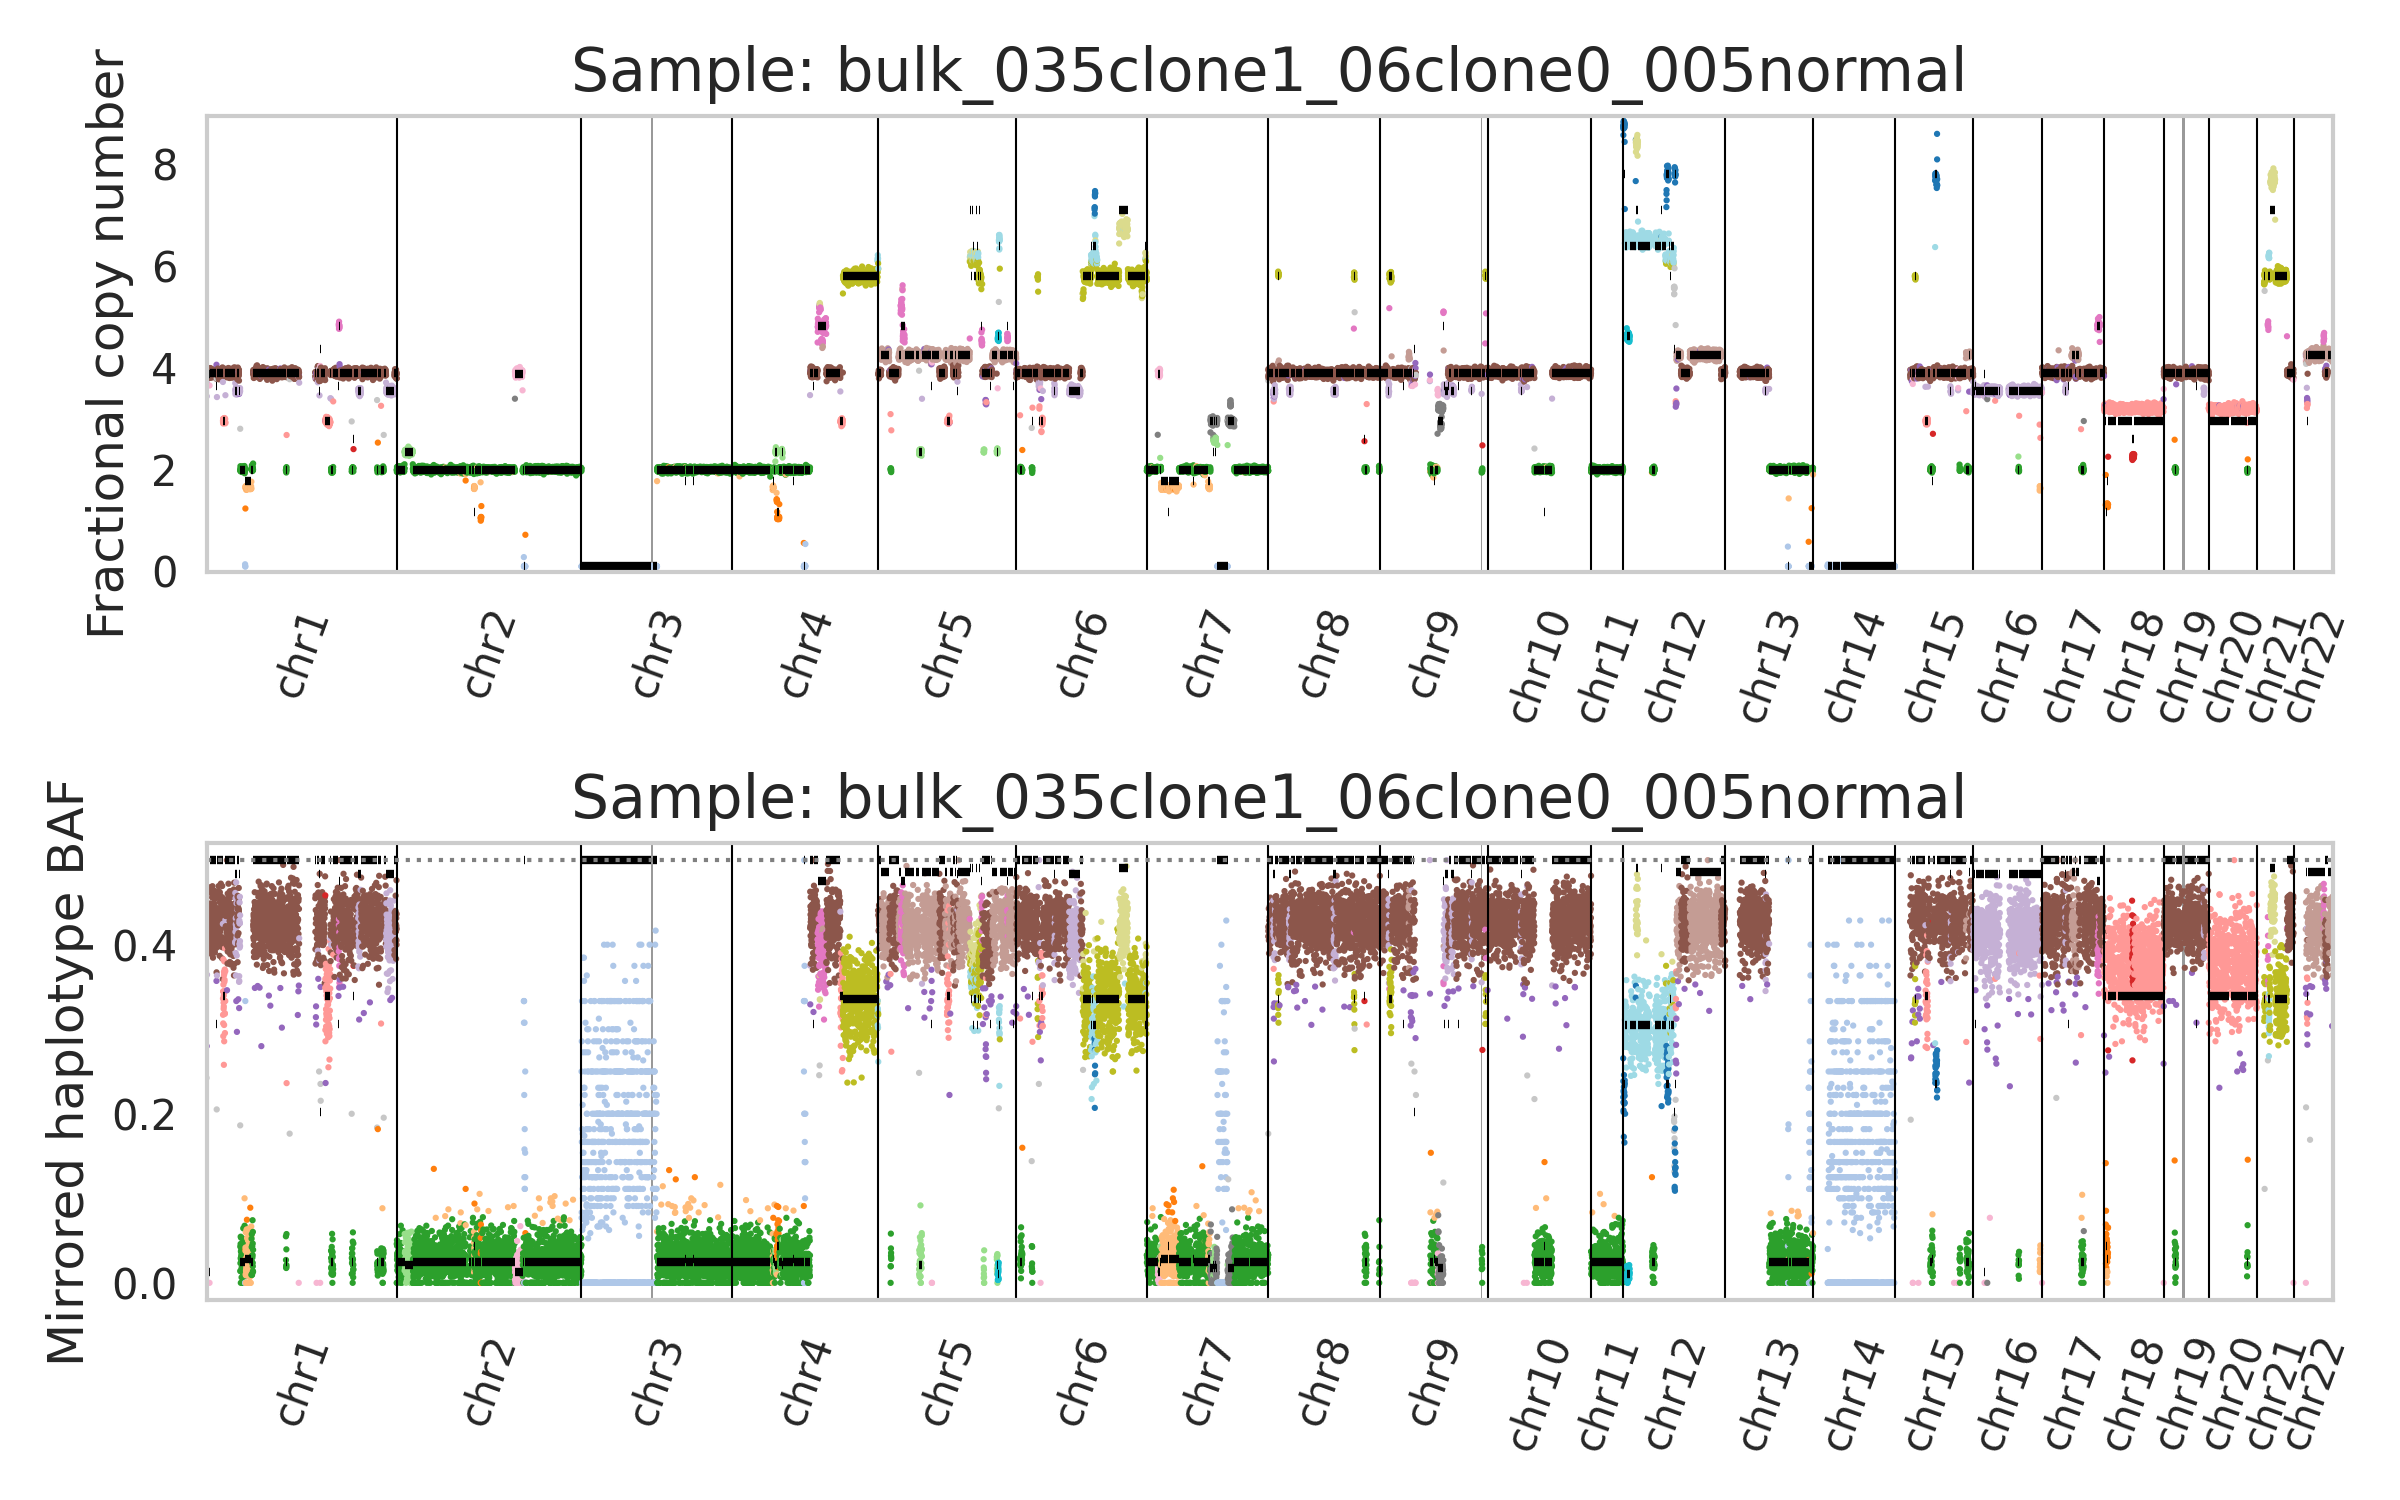 Sample: bulk_035clone1_06clone0_005normal
Fractional copy number
8
6
4
2
0
chr1 chr2 chr3 chr4 chr5 chr6 chr7 chr8 chr9 chr10 chr11 chr12 chr13 chr14 chr15 chr16 chr17 chr18 chr19 chr20 chr21 chr22
Sample: bulk_035clone1_06clone0_005normal
Mirrored haplotype BAF
0.4
0.2
0.0
chr1 chr2 chr3 chr4 chr5 chr6 chr7 chr8 chr9 chr10 chr11 chr12 chr13 chr14 chr15 chr16 chr17 chr18 chr19 chr20 chr21 chr22